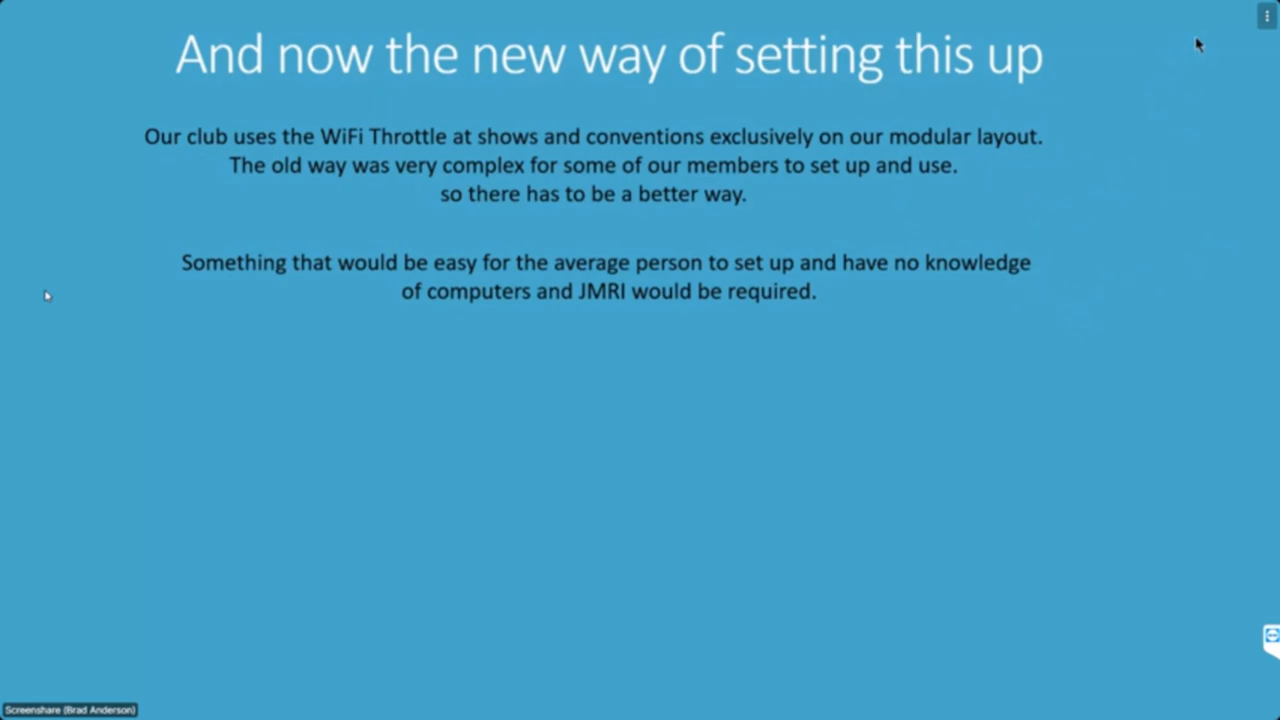 And now the new way of setting this up
Our club uses the WiFi Throttle at shows and conventions exclusively on our modular layout.
The old way was very complex for some of our members to set up and use.
so there has to be a better way.
Something that would be easy for the average person to set up and have no knowledge
of computers and JMRI would be required.
Screenshare (Brad Anderson)